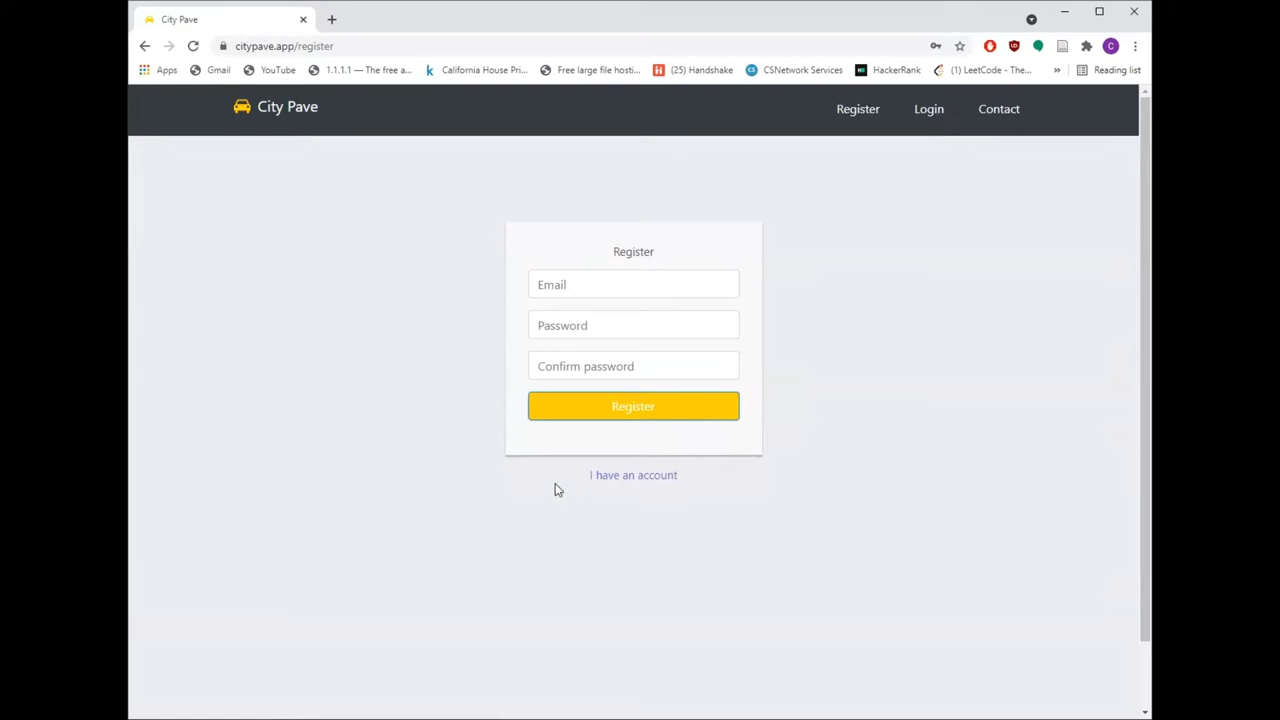 City Pave
citypave.app/register
Apps Gmail YouTube 1.1.1.1 — The free a... California House Pri... Free large file hosti... (25) Handshake CSNetwork Services HackerRank (1) LeetCode - The... » Reading list
City Pave Register Login Contact
Register
Email
Password
Confirm password
Register
I have an account